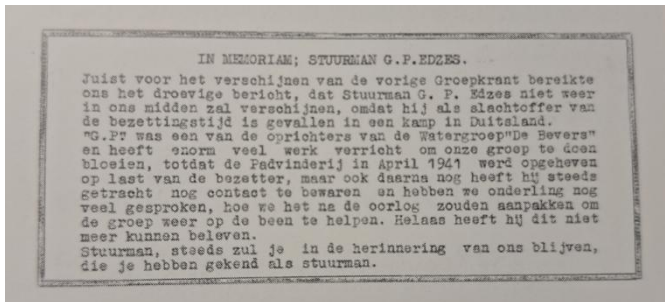 IN MEMORIAM; STUURMAN G.P.EDZES.
Juist voor het verschijnen van de vorige Groepkrant bereikte
ons het droevige bericht, dat Stuurman G. P. Edzes niet weer
in ons midden zal verschijnen, omdat hij als slachtoffer van
de bezettingstijd is gevallen in een kamp in Duitsland.
"G.P" was een van de oprichters van de Watergroep"De Bevers"
en heeft enorm veel werk verricht om onze groep te doen
bloeien, totdat de Padvinderij in April 1941 werd opgeheven
op last van de bezetter, maar ook daarna nog heeft hij steeds
getracht nog contact te bewaren en hebben we onderling nog
veel gesproken, hoe we het na de oorlog zouden aanpakken om
de groep weer op de been te helpen. Helaas heeft hij dit niet
meer kunnen beleven.
Stuurman, steeds zul je in de herinnering van ons blijven,
die je hebben gekend als stuurman.